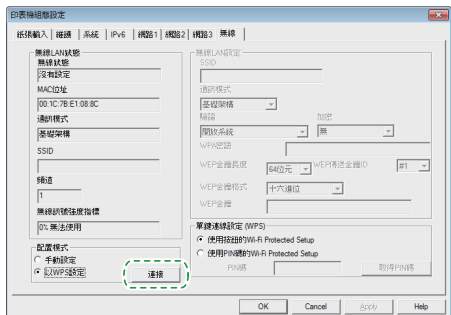 印表機組態設定
紙張輸入 維護 系統 IPv6 網路1 網路2 網路3 無線
無線LAN狀態
無線狀態
沒有設定
MAC位址
00:1C:7B:E1:08:8C
通訊模式
基礎架構
SSID
頻道
1
無線訊號強度指標
0% 無法使用
配置模式
手動設定
以WPS設定
連接
無線LAN設定
SSID
通訊模式
基礎架構
驗證 加密
開放系統 無
WPA密語
WEP金鑰長度 64位元 WEP傳送金鑰ID #1
WEP金鑰格式 十六進位
WEP金鑰
單鍵連線設定 (WPS)
使用按鈕的Wi-Fi Protected Setup
使用PIN碼的Wi-Fi Protected Setup
PIN碼 取得PIN碼
OK Cancel Apply Help